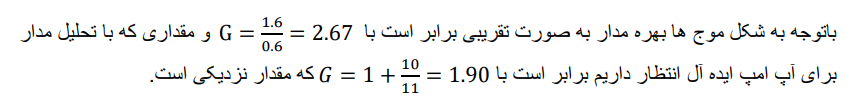 باتوجه به شکل موج ها بهره مدار به صورت تقریبی برابر است با G = 1.6/0.6 = 2.67 و مقداری که با تحلیل مدار
برای آپ امپ ایده آل انتظار داریم برابر است با G = 1 + 10/11 = 1.90 که مقدار نزدیکی است.